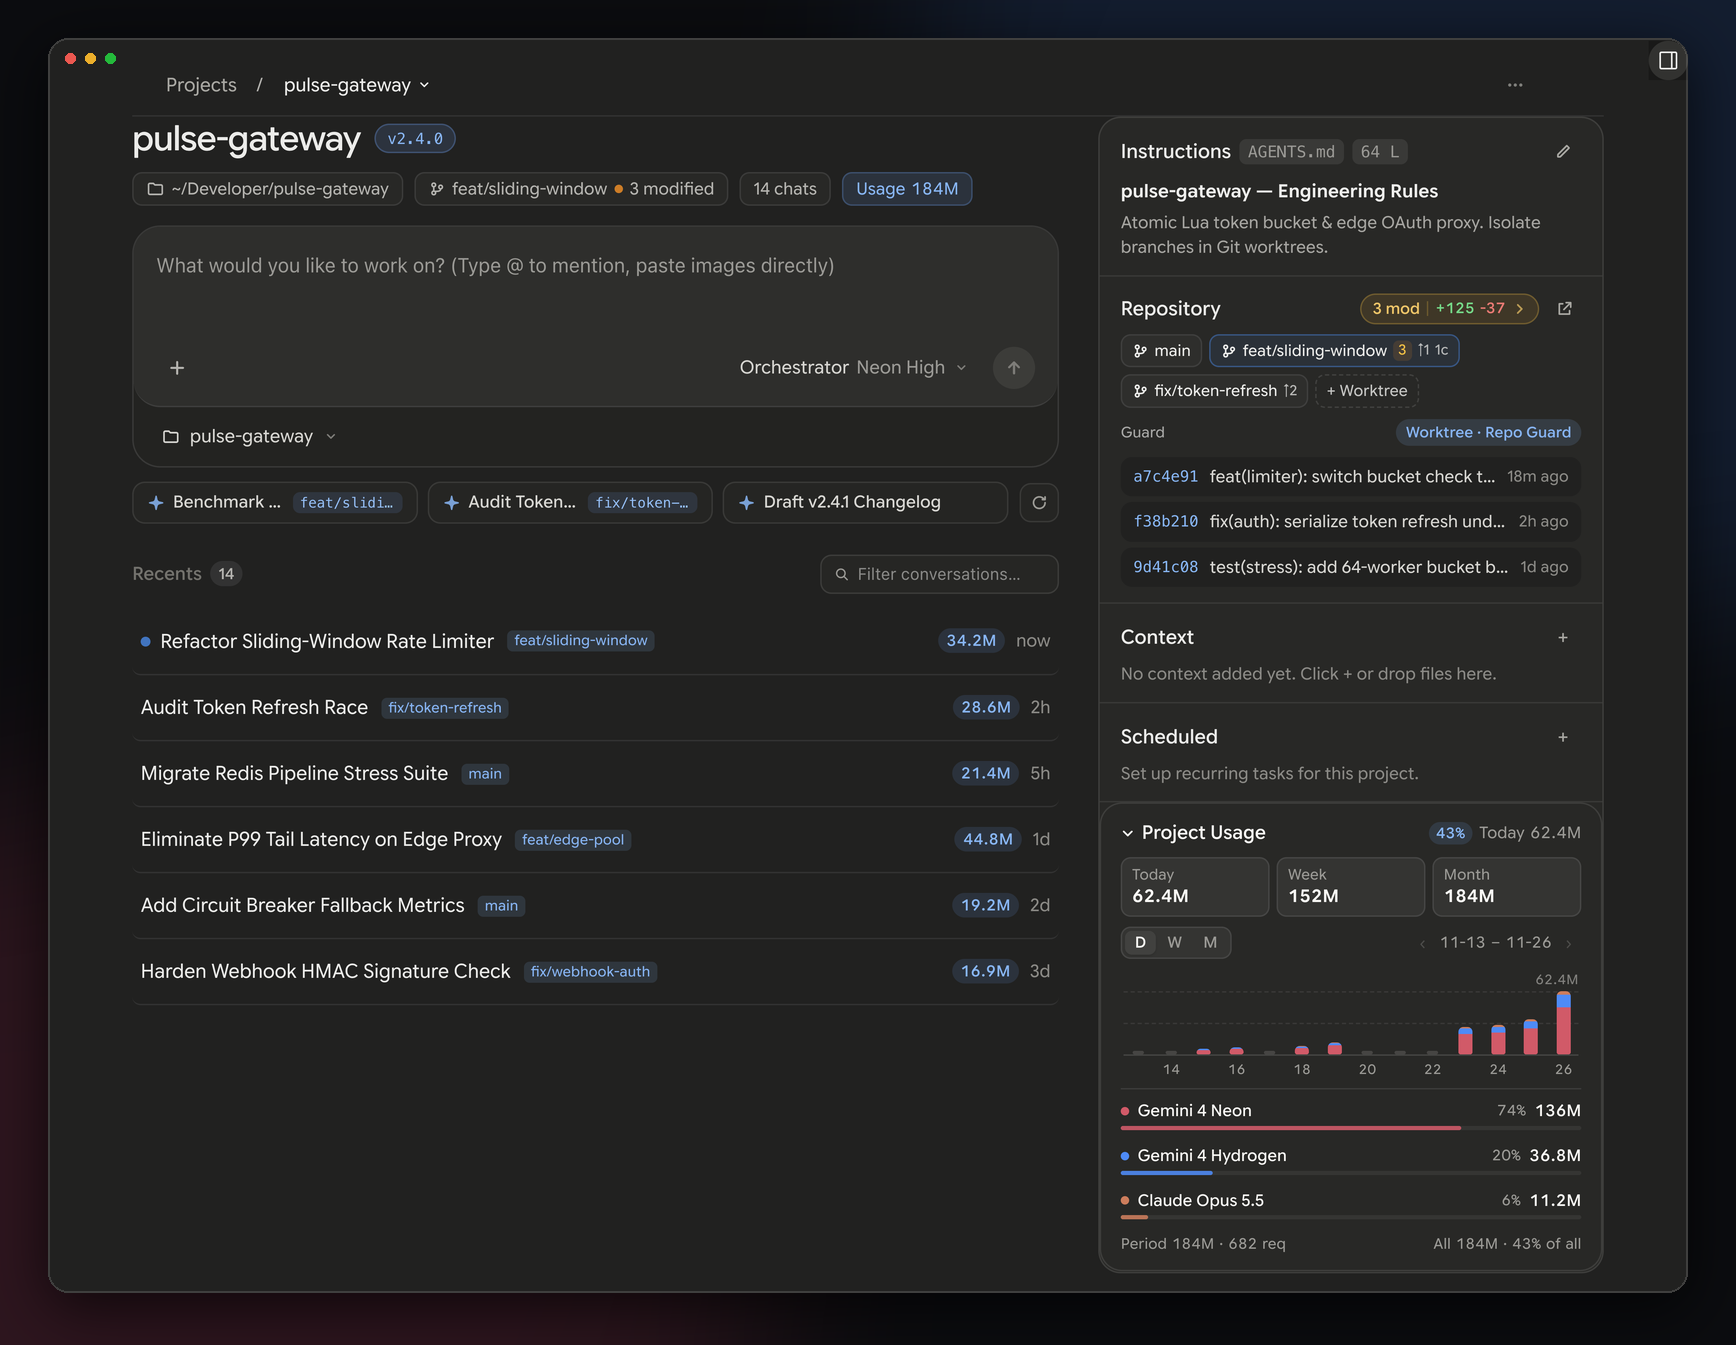 Projects / pulse-gateway
pulse-gateway v2.4.0
~/Developer/pulse-gateway feat/sliding-window 3 modified 14 chats Usage 184M
What would you like to work on? (Type @ to mention, paste images directly)
Orchestrator Neon High
pulse-gateway
Benchmark ... feat/slidi… Audit Token... fix/token-… Draft v2.4.1 Changelog
Recents 14
Filter conversations...
Refactor Sliding-Window Rate Limiter feat/sliding-window 34.2M now
Audit Token Refresh Race fix/token-refresh 28.6M 2h
Migrate Redis Pipeline Stress Suite main 21.4M 5h
Eliminate P99 Tail Latency on Edge Proxy feat/edge-pool 44.8M 1d
Add Circuit Breaker Fallback Metrics main 19.2M 2d
Harden Webhook HMAC Signature Check fix/webhook-auth 16.9M 3d
Instructions AGENTS.md 64 L
pulse-gateway — Engineering Rules
Atomic Lua token bucket & edge OAuth proxy. Isolate
branches in Git worktrees.
Repository 3 mod +125 -37
main feat/sliding-window 3 ↑1 1c
fix/token-refresh ↑2 + Worktree
Guard Worktree · Repo Guard
a7c4e91 feat(limiter): switch bucket check t... 18m ago
f38b210 fix(auth): serialize token refresh und... 2h ago
9d41c08 test(stress): add 64-worker bucket b... 1d ago
Context +
No context added yet. Click + or drop files here.
Scheduled +
Set up recurring tasks for this project.
Project Usage 43% Today 62.4M
Today Week Month
62.4M 152M 184M
D W M 11-13 – 11-26
62.4M
14 16 18 20 22 24 26
Gemini 4 Neon 74% 136M
Gemini 4 Hydrogen 20% 36.8M
Claude Opus 5.5 6% 11.2M
Period 184M · 682 req All 184M · 43% of all